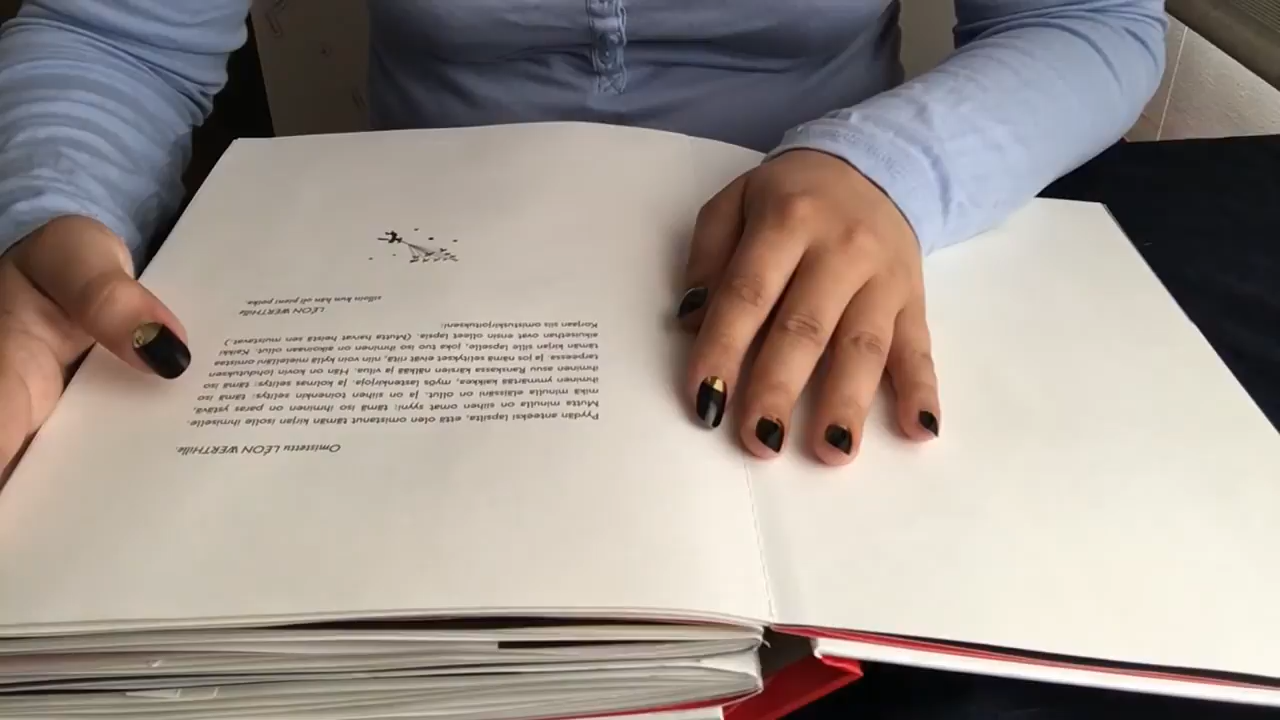 Omistettu LÉON WERTHille.
Pyydän anteeksi lapsilta, että olen omistanut tämän kirjan isolle ihmiselle.
Mutta minulla on siihen omat syyni: tämä iso ihminen on paras ystävä,
mikä minulla eläissäni on ollut. Ja on siihen toinenkin selitys: tämä iso
ihminen ymmärtää kaikkea, myös lastenkirjoja. Ja kolmas selitys: tämä iso
ihminen asuu Ranskassa kärsien nälkää ja vilua. Hän on kovin lohdutuksen
tarpeessa. Ja jos nämä selitykset eivät riitä, niin voin kyllä mielelläni omistaa
tämän kirjan sille lapselle, joka tuo iso ihminen on aikoinaan ollut. Kaikki
aikuisethan ovat ensin olleet lapsia. (Mutta harvat heistä sen muistavat.)
Korjaan siis omistuskirjoitukseni:
LÉON WERTHille
silloin kun hän oli pieni poika.